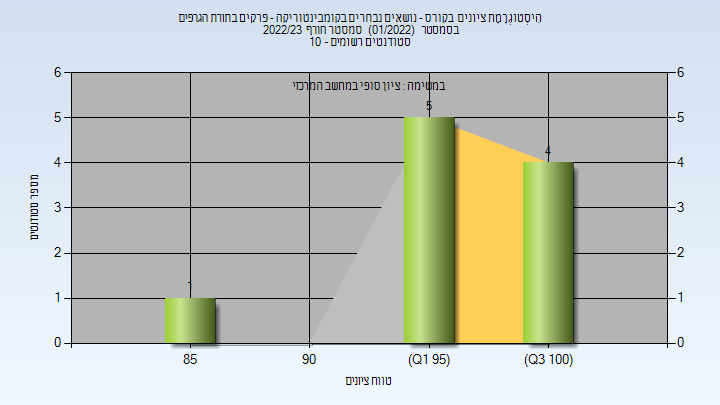 הִיסְטוגְרָמַת ציונים בקורס - נושאים נבחרים בקומבינטוריקה - פרקים בתורת הגרפים
בסמסטר (01/2022) סמסטר חורף 2022/23
סטודנטים רשומים - 10
במשימה : ציון סופי במחשב המרכזי
מספר סטודנטים
6 6
5 5
4 4
3 3
2 2
1 1
0 0
5
4
1
85 90 (Q1 95) (Q3 100)
טווח ציונים